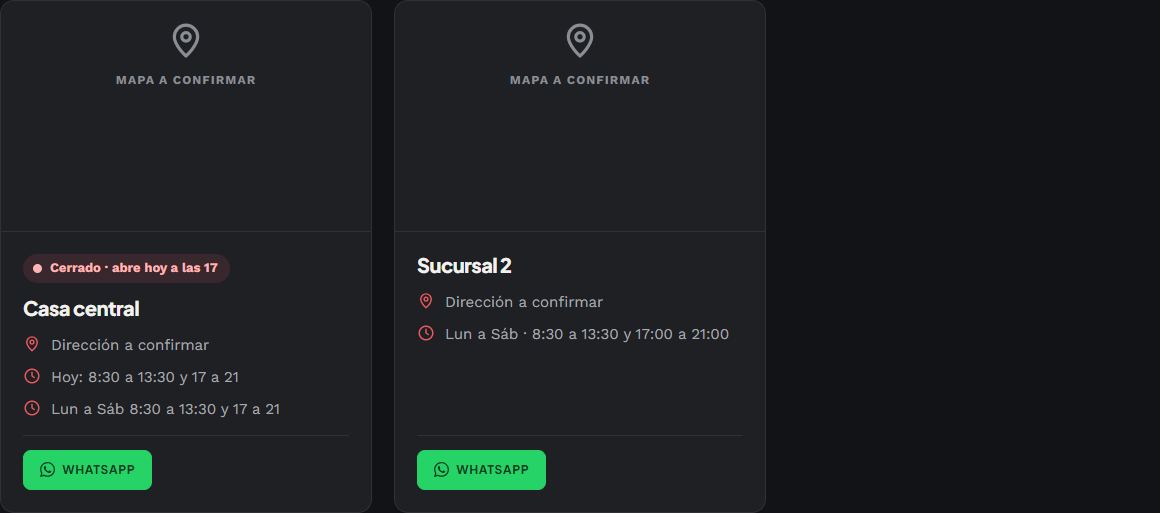 MAPA A CONFIRMAR
Cerrado · abre hoy a las 17
Casa central
Dirección a confirmar
Hoy: 8:30 a 13:30 y 17 a 21
Lun a Sáb 8:30 a 13:30 y 17 a 21
WHATSAPP
MAPA A CONFIRMAR
Sucursal 2
Dirección a confirmar
Lun a Sáb · 8:30 a 13:30 y 17:00 a 21:00
WHATSAPP